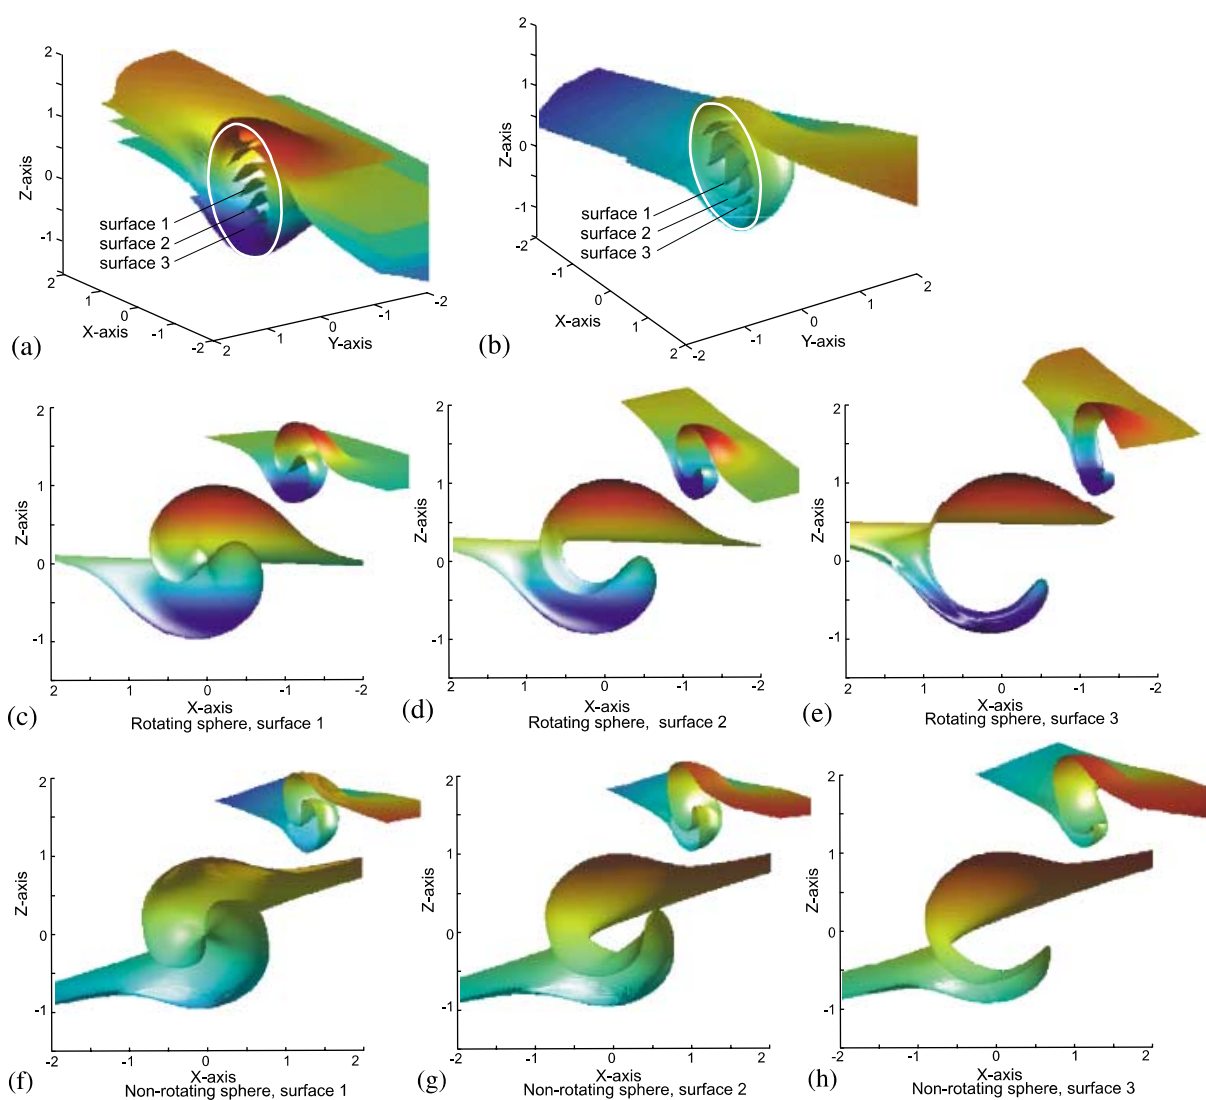 2
1
0
-1
Z-axis
surface 1
surface 2
surface 3
2
1
0
-1
-2
X-axis
2
1
0
-1
-2
Y-axis
(a)
2
1
0
-1
-2
Z-axis
surface 1
surface 2
surface 3
-1
0
1
2
X-axis
-2
-1
0
1
2
Y-axis
(b)
2
1
0
-1
Z-axis
2 1 0 -1 -2
X-axis
(c)
Rotating sphere, surface 1
2
1
0
-1
Z-axis
2 1 0 -1 -2
X-axis
(d)
Rotating sphere, surface 2
2
1
0
-1
Z-axis
2 1 0 -1 -2
X-axis
(e)
Rotating sphere, surface 3
2
1
0
-1
Z-axis
-2 -1 0 1 2
X-axis
(f)
Non-rotating sphere, surface 1
2
1
0
-1
Z-axis
-2 -1 0 1 2
X-axis
(g)
Non-rotating sphere, surface 2
2
1
0
-1
Z-axis
-2 -1 0 1 2
X-axis
(h)
Non-rotating sphere, surface 3